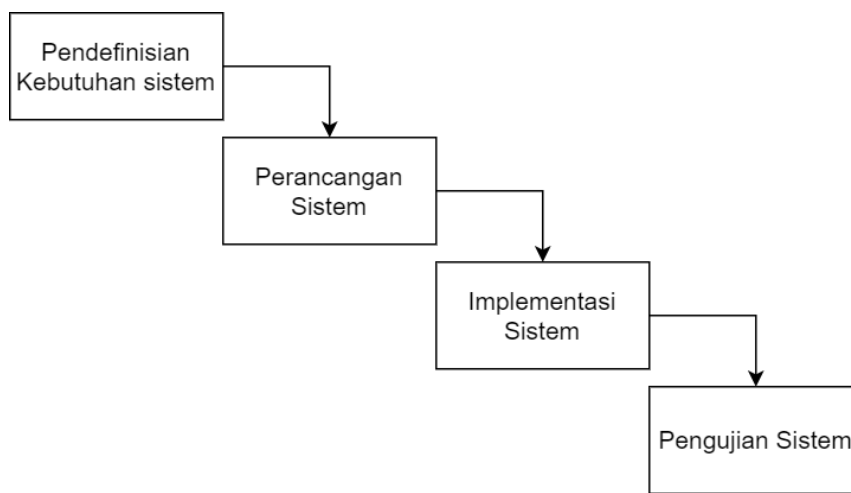 Pendefinisian
Kebutuhan sistem
Perancangan
Sistem
Implementasi
Sistem
Pengujian Sistem